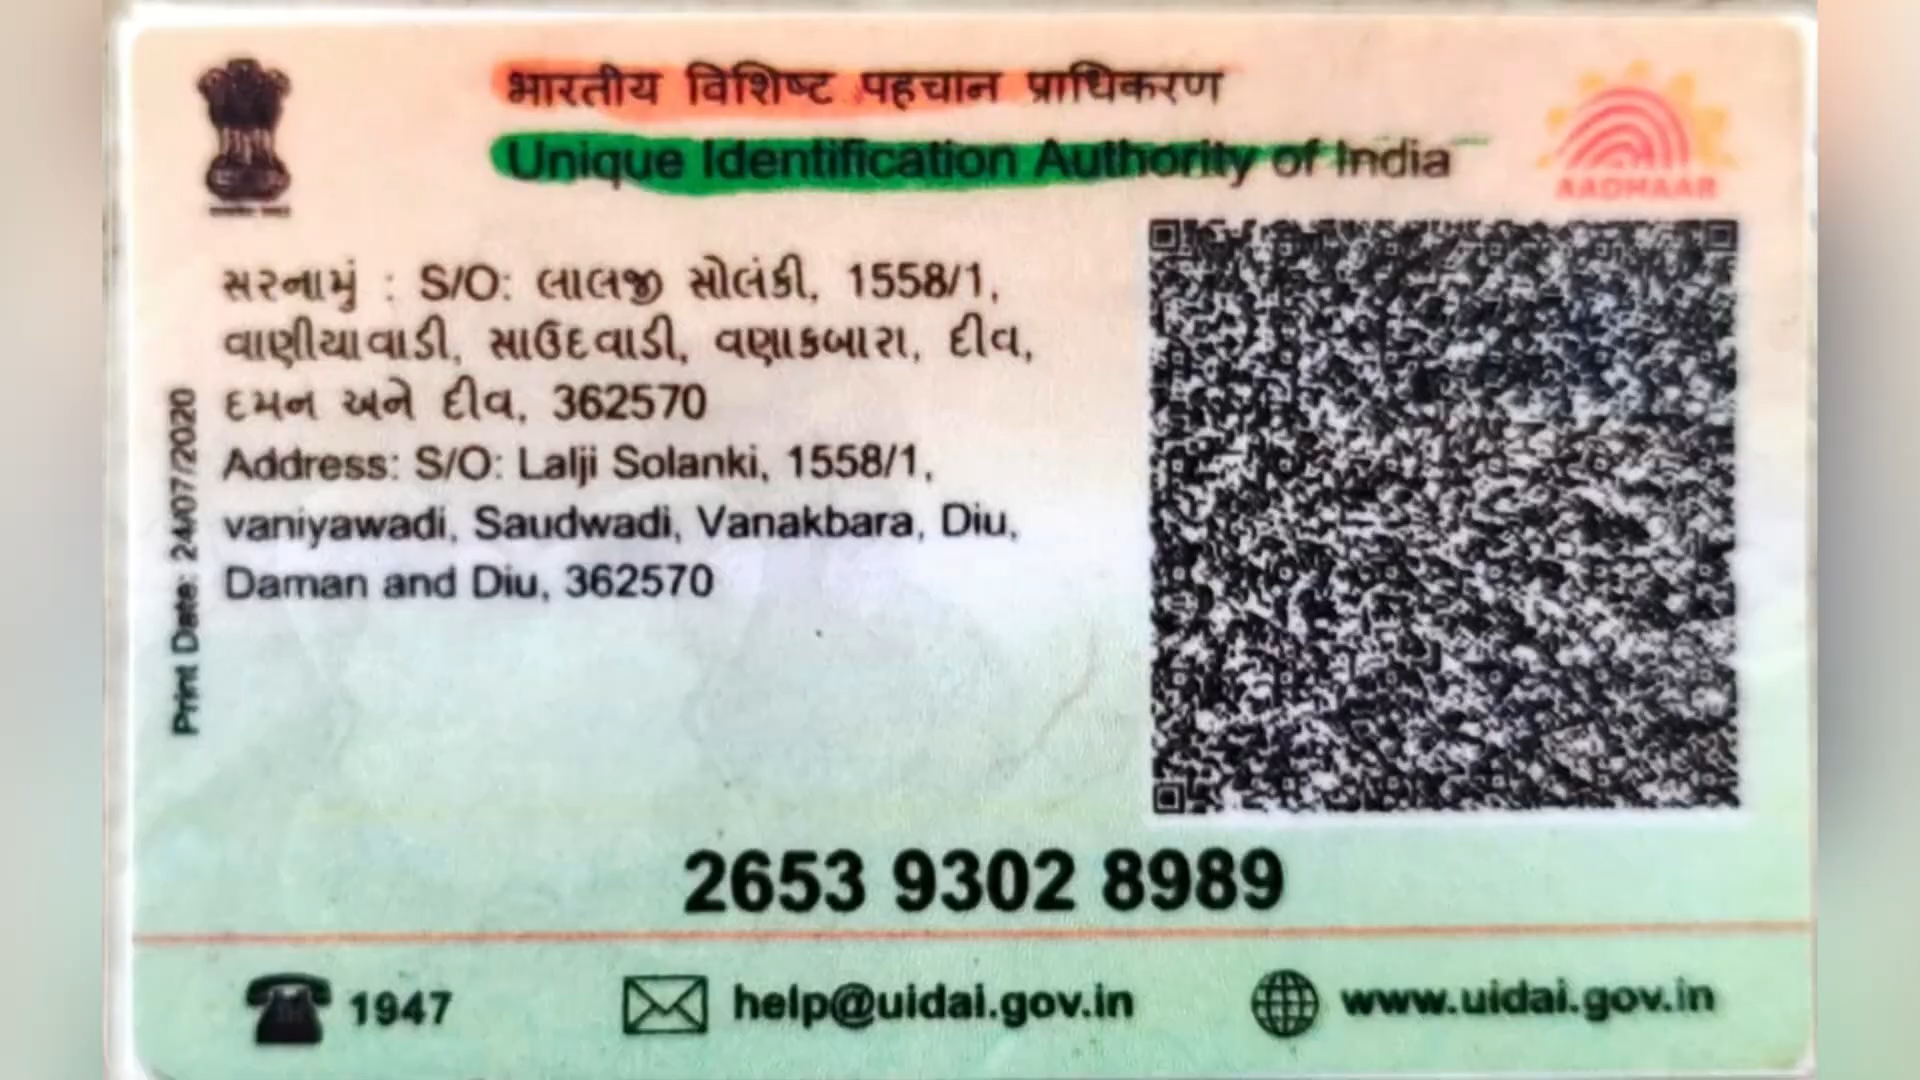 भारतीय विशिष्ट पहचान प्राधिकरण
Unique Identification Authority of India
AADHAAR
સરનામું : S/O: લાલજી સોલંકી, 1558/1,
વાણીયાવાડી, સાઉદવાડી, વણાકબારા, દીવ,
દમન અને દીવ, 362570
Address: S/O: Lalji Solanki, 1558/1,
vaniyawadi, Saudwadi, Vanakbara, Diu,
Daman and Diu, 362570
Print Date: 24/07/2020
2653 9302 8989
1947
help@uidai.gov.in
www.uidai.gov.in